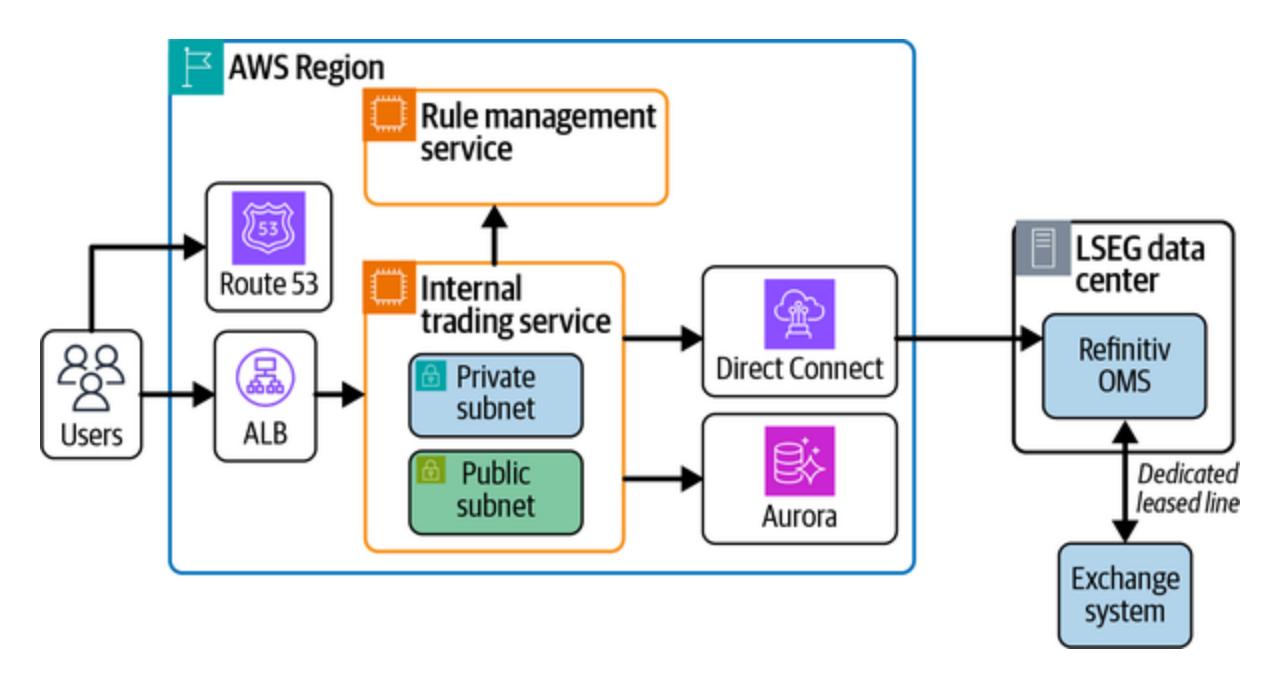 AWS Region
Rule management
service
53
Route 53
Users
ALB
Internal
trading service
Private
subnet
Public
subnet
Direct Connect
Aurora
LSEG data
center
Refinitiv
OMS
Dedicated
leased line
Exchange
system